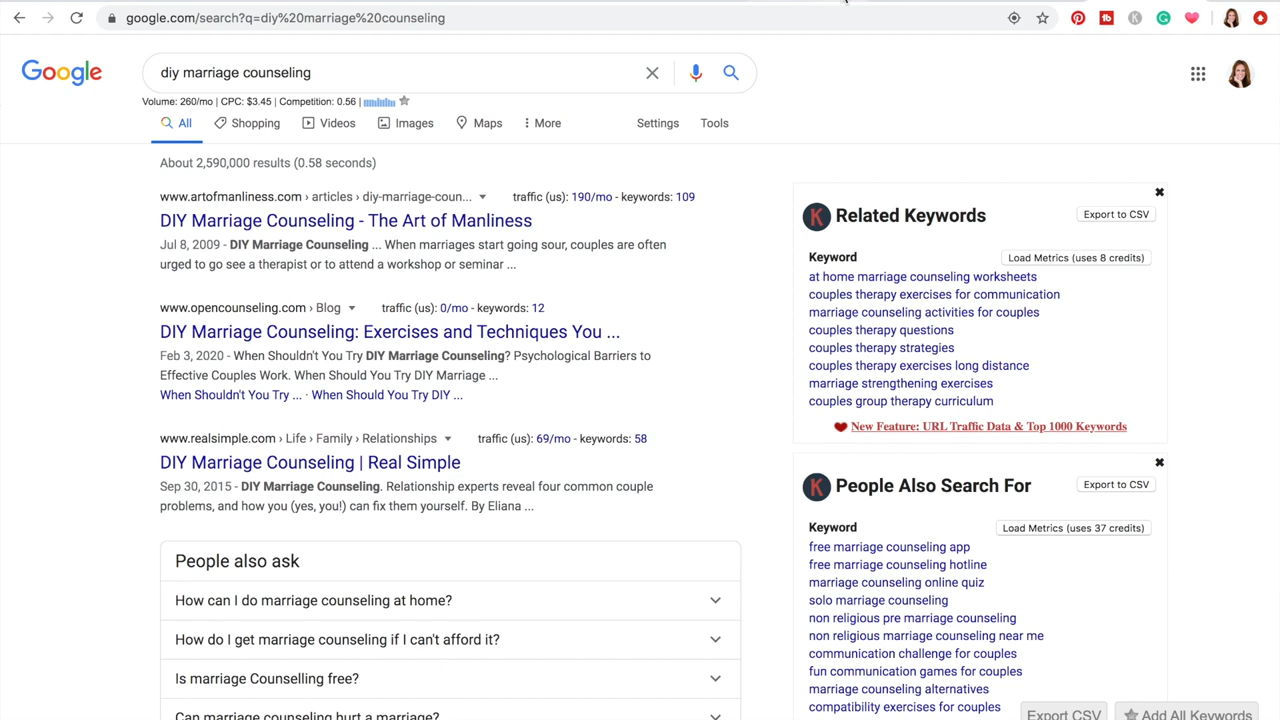 google.com/search?q=diy%20marriage%20counseling
Google
diy marriage counseling
Volume: 260/mo | CPC: $3.45 | Competition: 0.56 |
All
Shopping
Videos
Images
Maps
More
Settings
Tools
About 2,590,000 results (0.58 seconds)
www.artofmanliness.com › articles › diy-marriage-coun... traffic (us): 190/mo - keywords: 109
DIY Marriage Counseling - The Art of Manliness
Jul 8, 2009 - DIY Marriage Counseling ... When marriages start going sour, couples are often
urged to go see a therapist or to attend a workshop or seminar ...
www.opencounseling.com › Blog traffic (us): 0/mo - keywords: 12
DIY Marriage Counseling: Exercises and Techniques You ...
Feb 3, 2020 - When Shouldn't You Try DIY Marriage Counseling? Psychological Barriers to
Effective Couples Work. When Should You Try DIY Marriage ...
When Shouldn't You Try ... · When Should You Try DIY ...
www.realsimple.com › Life › Family › Relationships traffic (us): 69/mo - keywords: 58
DIY Marriage Counseling | Real Simple
Sep 30, 2015 - DIY Marriage Counseling. Relationship experts reveal four common couple
problems, and how you (yes, you!) can fix them yourself. By Eliana ...
People also ask
How can I do marriage counseling at home?
How do I get marriage counseling if I can't afford it?
Is marriage Counselling free?
Can marriage counseling hurt a marriage?
K Related Keywords
Export to CSV
Keyword
Load Metrics (uses 8 credits)
at home marriage counseling worksheets
couples therapy exercises for communication
marriage counseling activities for couples
couples therapy questions
couples therapy strategies
couples therapy exercises long distance
marriage strengthening exercises
couples group therapy curriculum
New Feature: URL Traffic Data & Top 1000 Keywords
K People Also Search For
Export to CSV
Keyword
Load Metrics (uses 37 credits)
free marriage counseling app
free marriage counseling hotline
marriage counseling online quiz
solo marriage counseling
non religious pre marriage counseling
non religious marriage counseling near me
communication challenge for couples
fun communication games for couples
marriage counseling alternatives
compatibility exercises for couples
Export CSV
Add All Keywords